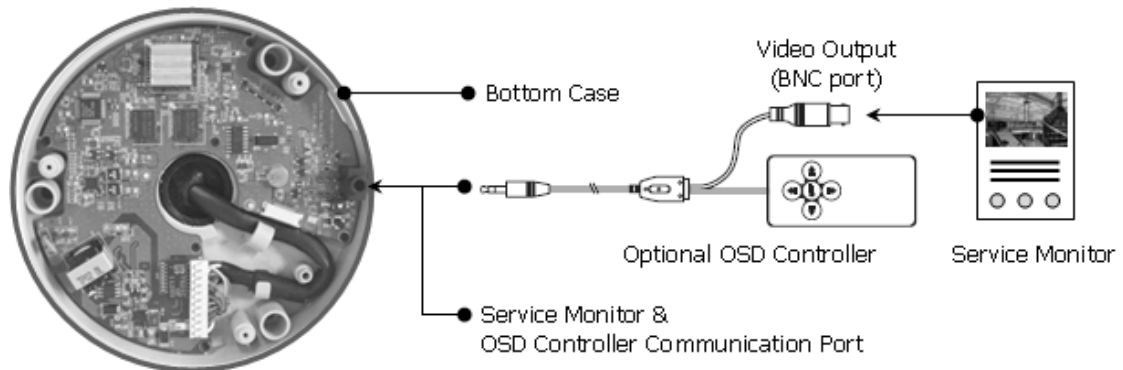 Video Output
(BNC port)
Bottom Case
Optional OSD Controller
Service Monitor
Service Monitor &
OSD Controller Communication Port